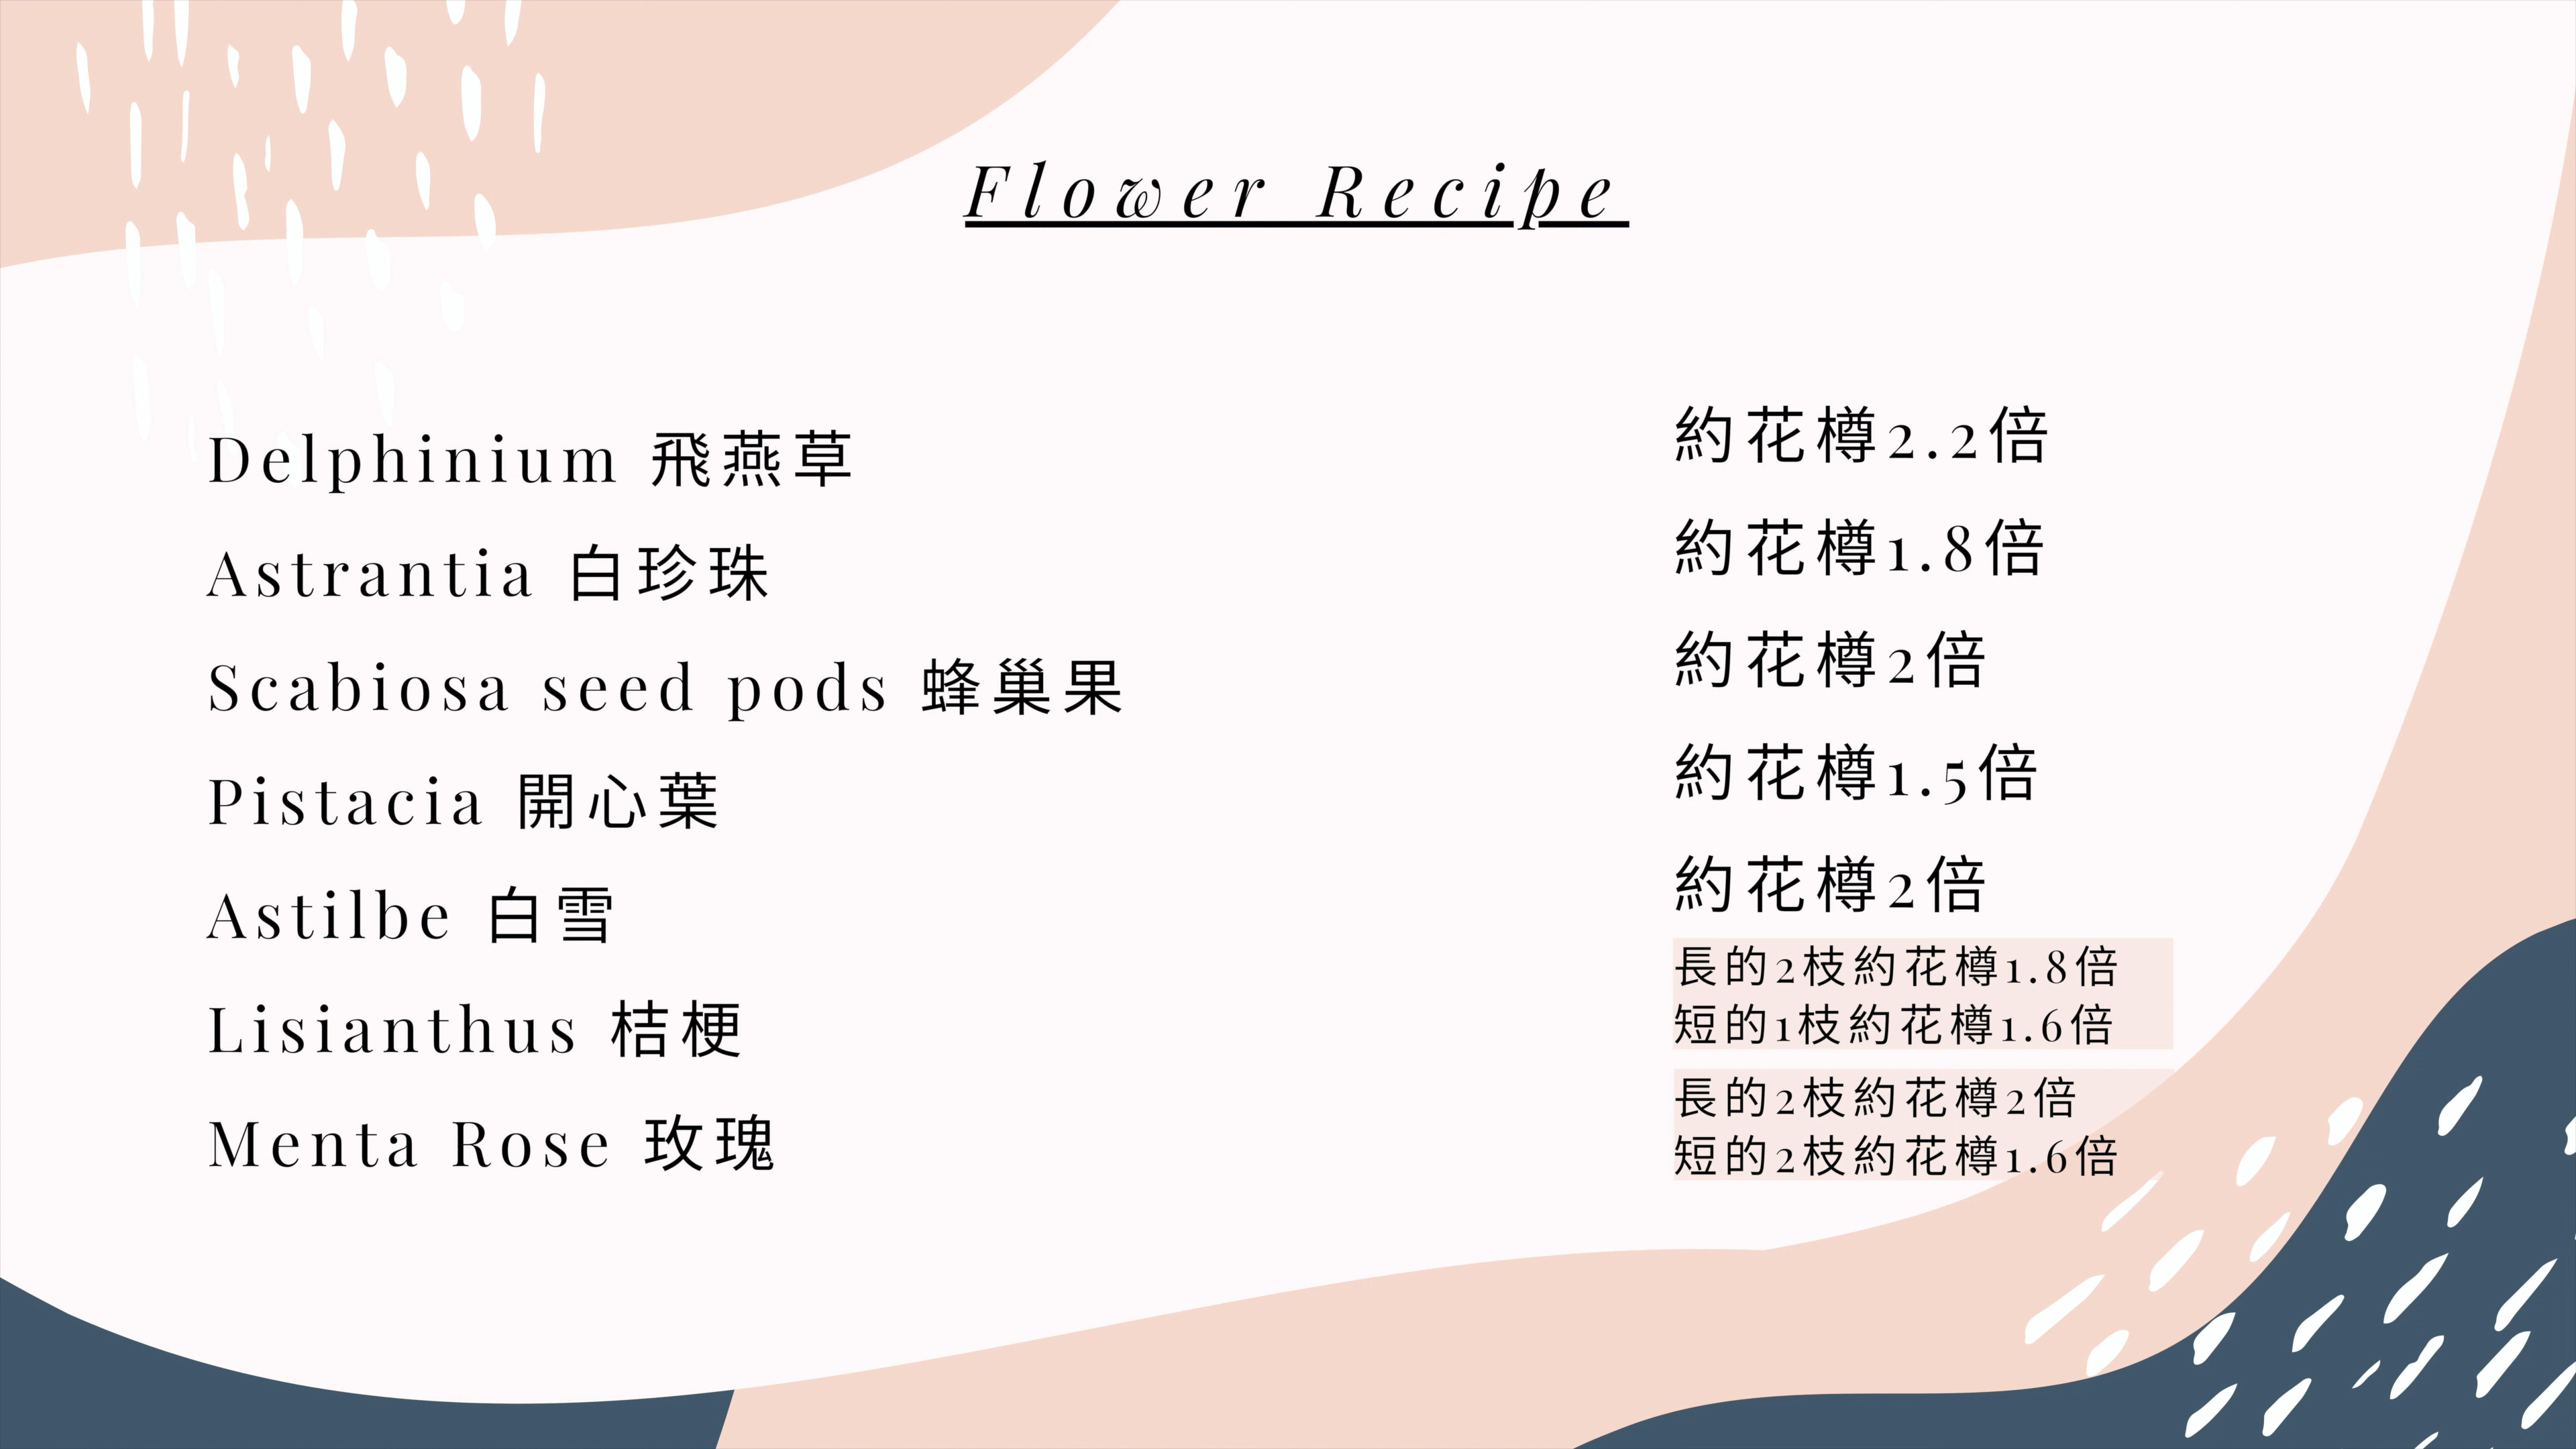 Flower Recipe
Delphinium 飛燕草
約花樽2.2倍
Astrantia 白珍珠
約花樽1.8倍
Scabiosa seed pods 蜂巢果
約花樽2倍
Pistacia 開心葉
約花樽1.5倍
Astilbe 白雪
約花樽2倍
Lisianthus 桔梗
長的2枝約花樽1.8倍
短的1枝約花樽1.6倍
Menta Rose 玫瑰
長的2枝約花樽2倍
短的2枝約花樽1.6倍